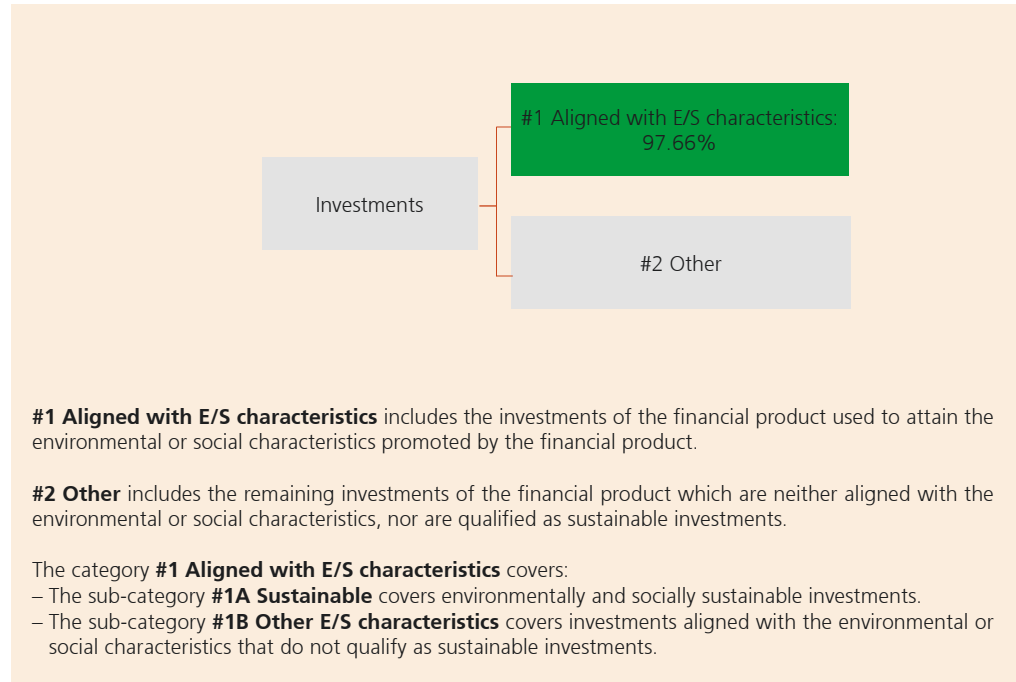 #1 Aligned with E/S characteristics:
97.66%
Investments
#2 Other
#1 Aligned with E/S characteristics includes the investments of the financial product used to attain the
environmental or social characteristics promoted by the financial product.
#2 Other includes the remaining investments of the financial product which are neither aligned with the
environmental or social characteristics, nor are qualified as sustainable investments.
The category #1 Aligned with E/S characteristics covers:
– The sub-category #1A Sustainable covers environmentally and socially sustainable investments.
– The sub-category #1B Other E/S characteristics covers investments aligned with the environmental or
social characteristics that do not qualify as sustainable investments.